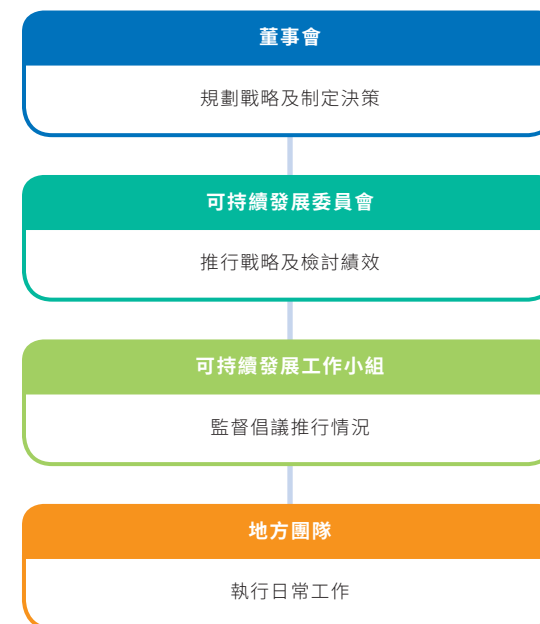 董事會
規劃戰略及制定決策
可持續發展委員會
推行戰略及檢討績效
可持續發展工作小組
監督倡議推行情況
地方團隊
執行日常工作